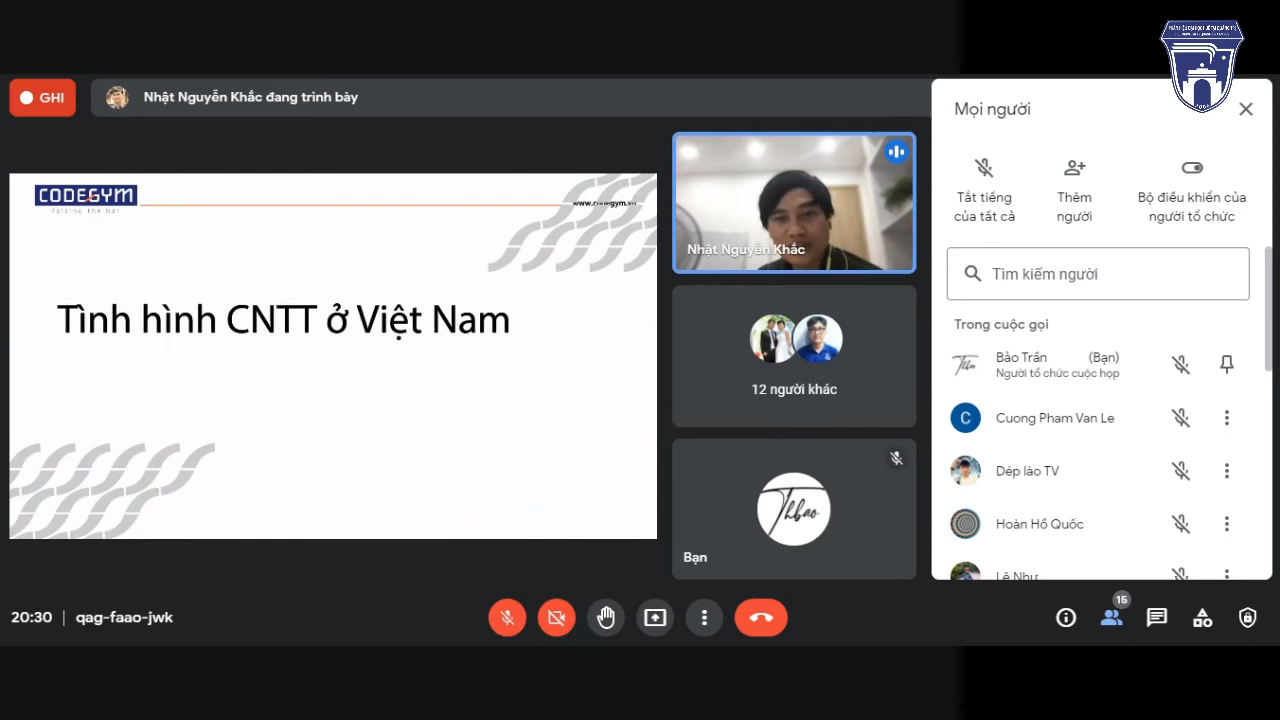 GHI
Nhật Nguyễn Khắc đang trình bày
CODEGYM
Raising the bar
www.codegym.vn
Tình hình CNTT ở Việt Nam
Nhật Nguyễn Khắc
12 người khác
Thbao
Bạn
Mọi người
Tắt tiếng
của tất cả
Thêm
người
Bộ điều khiển của
người tổ chức
Tìm kiếm người
Trong cuộc gọi
Bảo Trần (Bạn)
Người tổ chức cuộc họp
C
Cuong Pham Van Le
Dép lào TV
Hoàn Hồ Quốc
Lê Như
20:30
qag-faao-jwk
15